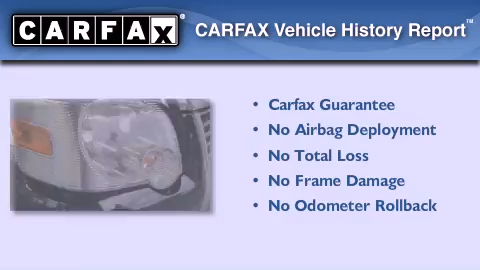 CARFAX® CARFAX Vehicle History Report™
• Carfax Guarantee
• No Airbag Deployment
• No Total Loss
• No Frame Damage
• No Odometer Rollback